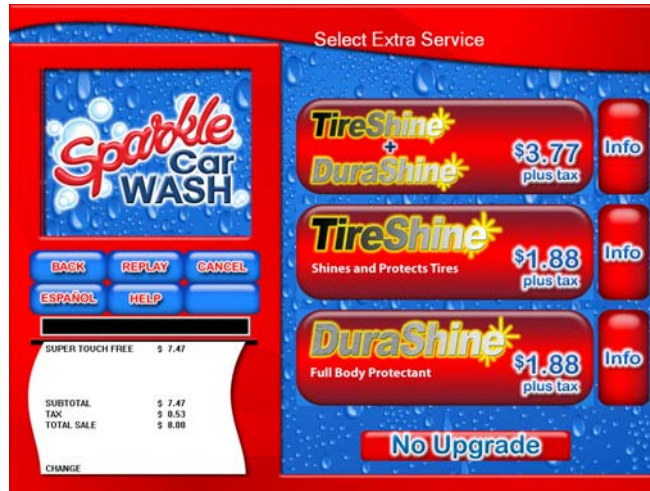 Select Extra Service
Sparkle
Car
WASH
TireShine
+
DuraShine
$3.77
plus tax
Info
TireShine
Shines and Protects Tires
$1.88
plus tax
Info
DuraShine
Full Body Protectant
$1.88
plus tax
Info
No Upgrade
BACK REPLAY CANCEL
ESPAÑOL HELP
SUPER TOUCH FREE $ 7.47
SUBTOTAL $ 7.47
TAX $ 0.53
TOTAL SALE $ 8.00
CHANGE